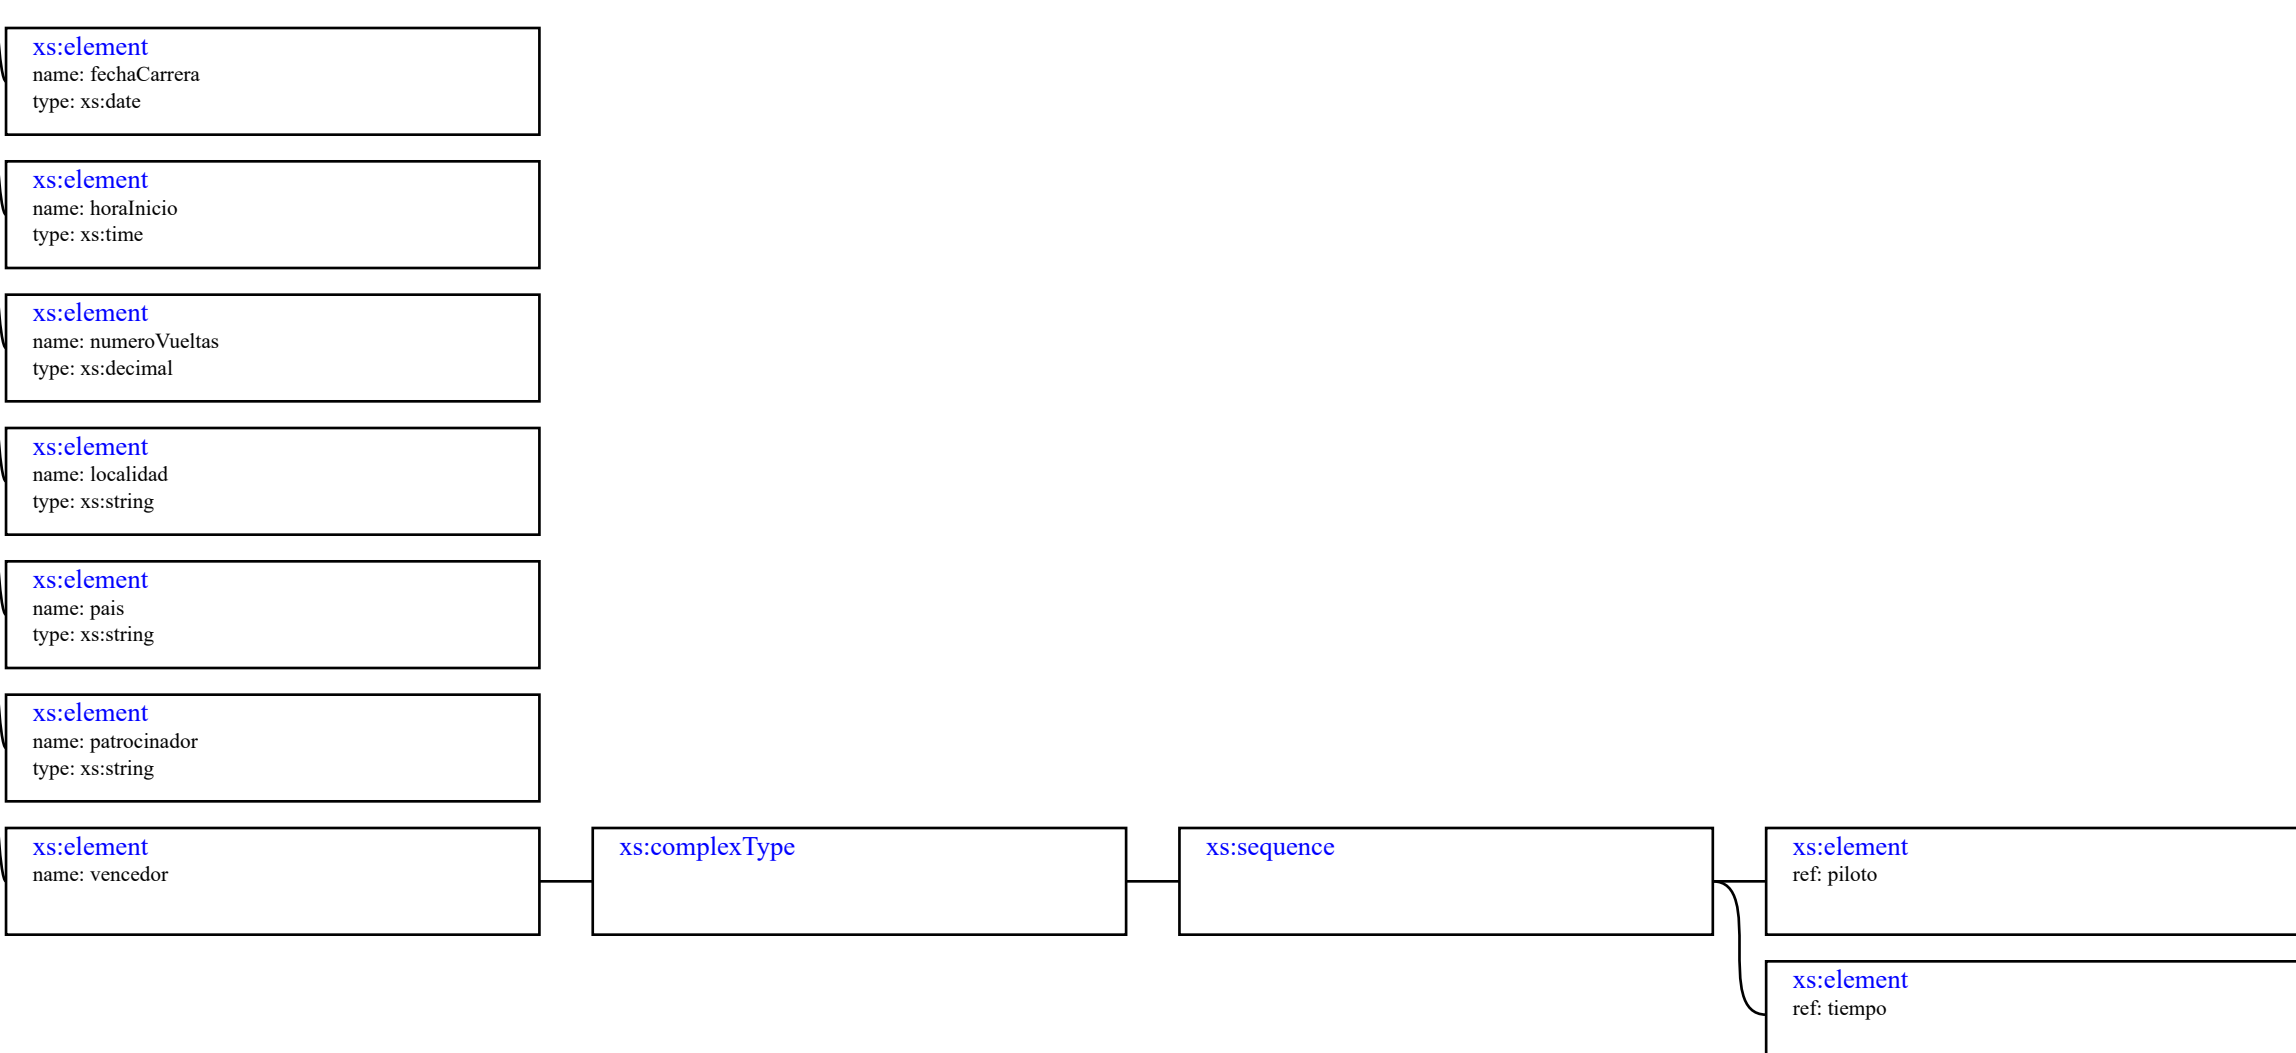 xs:element
name: fechaCarrera
type: xs:date
xs:element
name: horaInicio
type: xs:time
xs:element
name: numeroVueltas
type: xs:decimal
xs:element
name: localidad
type: xs:string
xs:element
name: pais
type: xs:string
xs:element
name: patrocinador
type: xs:string
xs:element
name: vencedor
xs:complexType
xs:sequence
xs:element
ref: piloto
xs:element
ref: tiempo